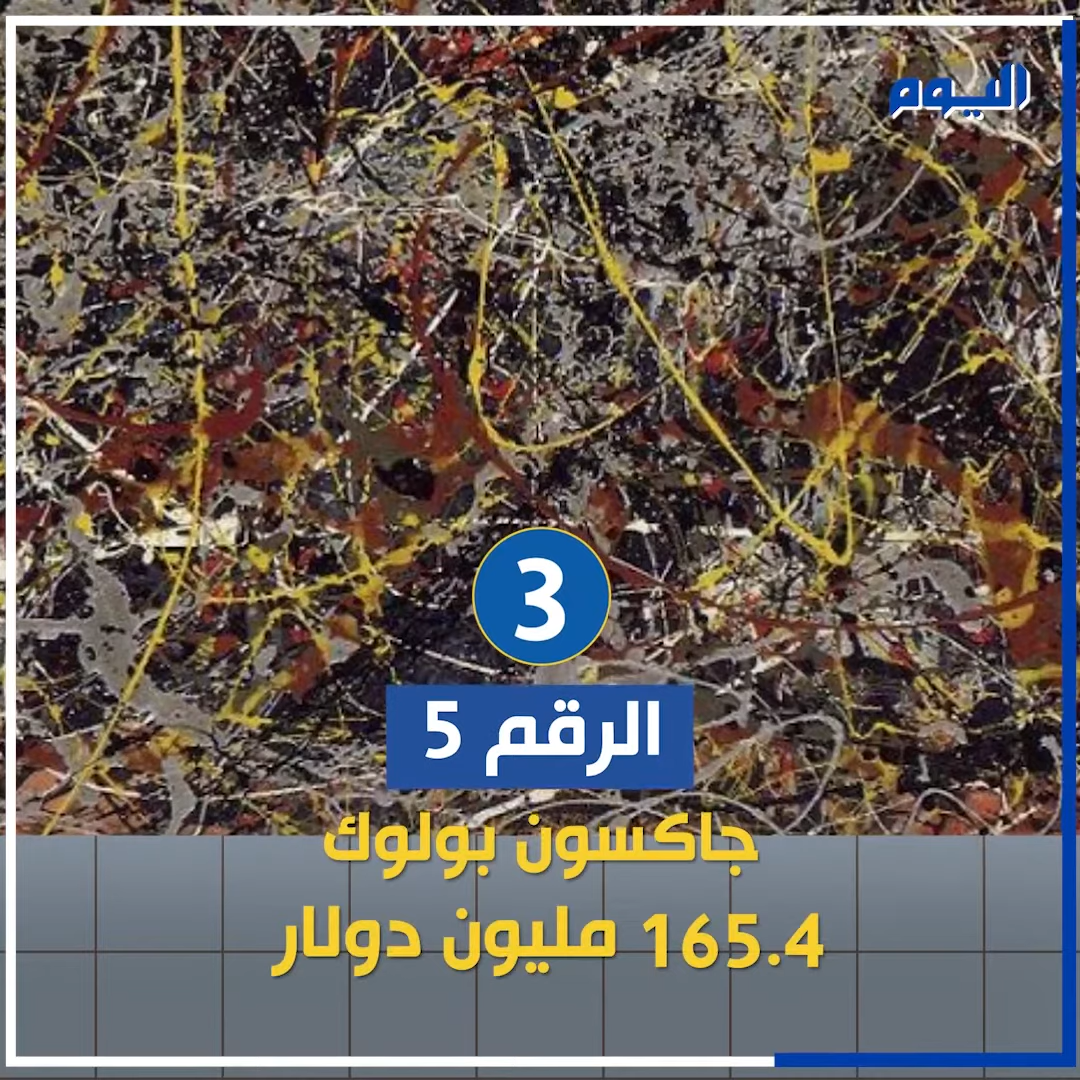 اليوم
3
الرقم 5
جاكسون بولوك
165.4 مليون دولار